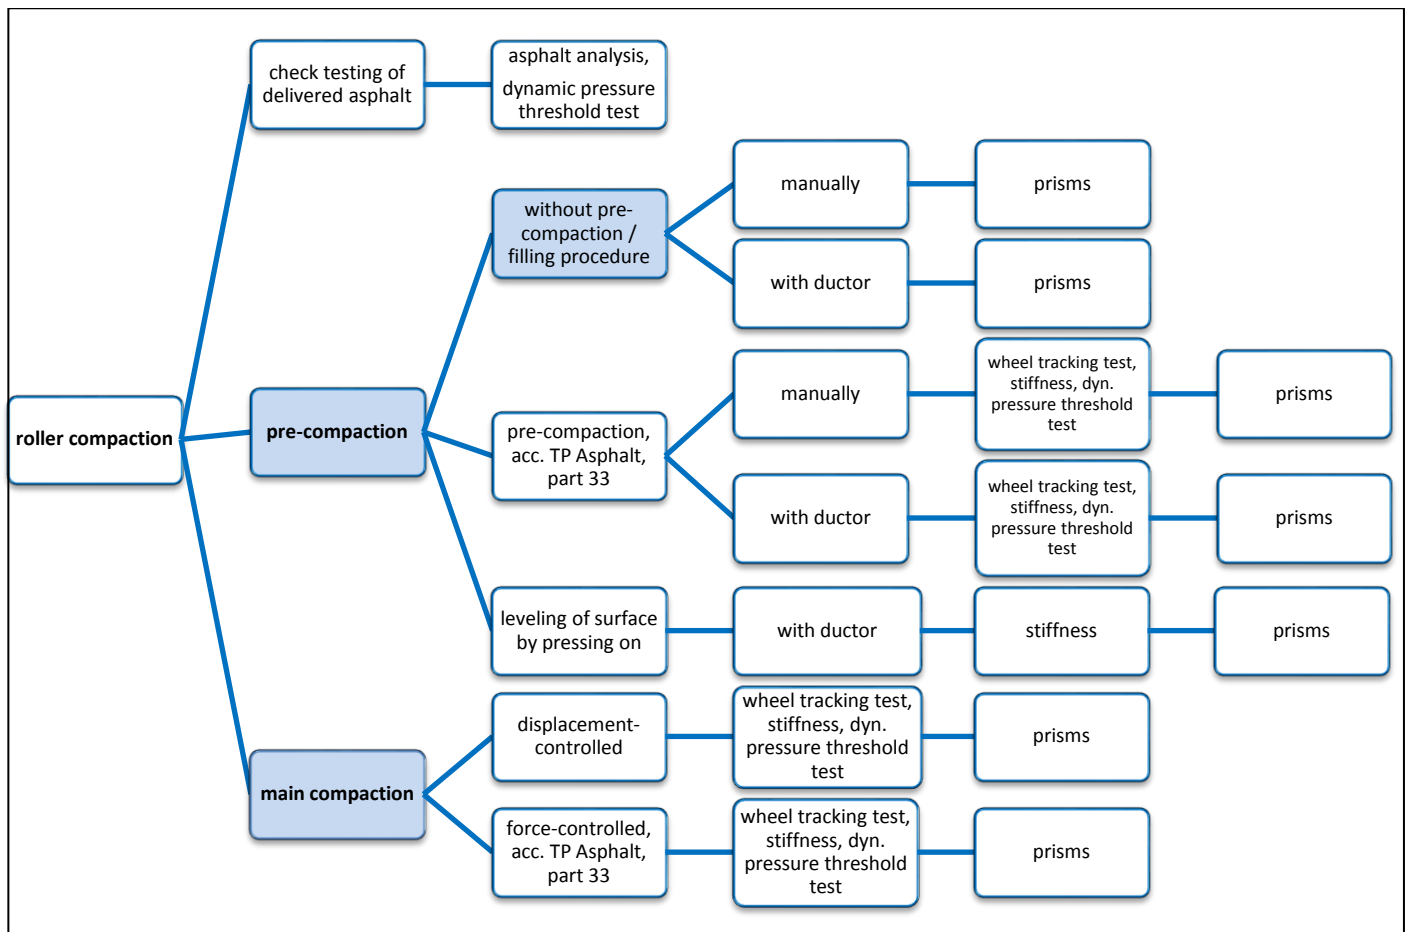 check testing of
delivered asphalt
asphalt analysis,
dynamic pressure
threshold test
without pre-
compaction /
filling procedure
manually
prisms
with ductor
prisms
roller compaction
pre-compaction
pre-compaction,
acc. TP Asphalt,
part 33
manually
wheel tracking test,
stiffness, dyn.
pressure threshold
test
prisms
with ductor
wheel tracking test,
stiffness, dyn.
pressure threshold
test
prisms
leveling of surface
by pressing on
with ductor
stiffness
prisms
main compaction
displacement-
controlled
wheel tracking test,
stiffness, dyn.
pressure threshold
test
prisms
force-controlled,
acc. TP Asphalt,
part 33
wheel tracking test,
stiffness, dyn.
pressure threshold
test
prisms